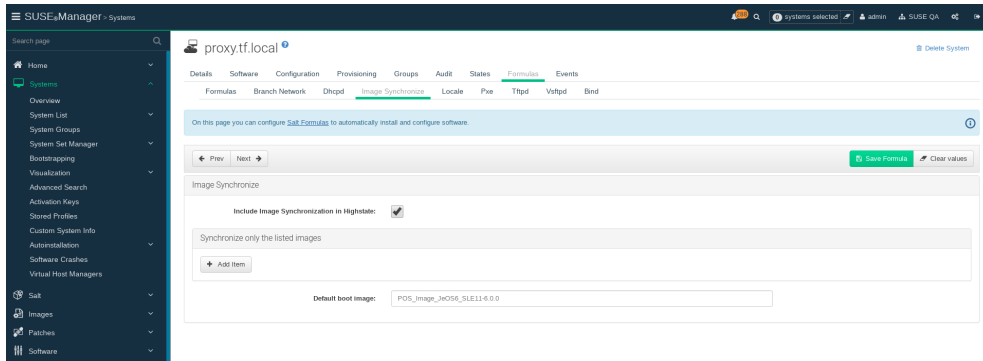 SUSE®Manager > Systems
0 systems selected
admin
SUSE QA
Search page
Home
Systems
Overview
System List
System Groups
System Set Manager
Bootstrapping
Visualization
Advanced Search
Activation Keys
Stored Profiles
Custom System Info
Autoinstallation
Software Crashes
Virtual Host Managers
Salt
Images
Patches
Software
proxy.tf.local
Delete System
Details Software Configuration Provisioning Groups Audit States Formulas Events
Formulas Branch Network Dhcpd Image Synchronize Locale Pxe Tftpd Vsftpd Bind
On this page you can configure Salt Formulas to automatically install and configure software.
Prev Next
Save Formula Clear values
Image Synchronize
Include Image Synchronization in Highstate:
Synchronize only the listed images
+ Add Item
Default boot image: POS_Image_JeOS6_SLE11-6.0.0